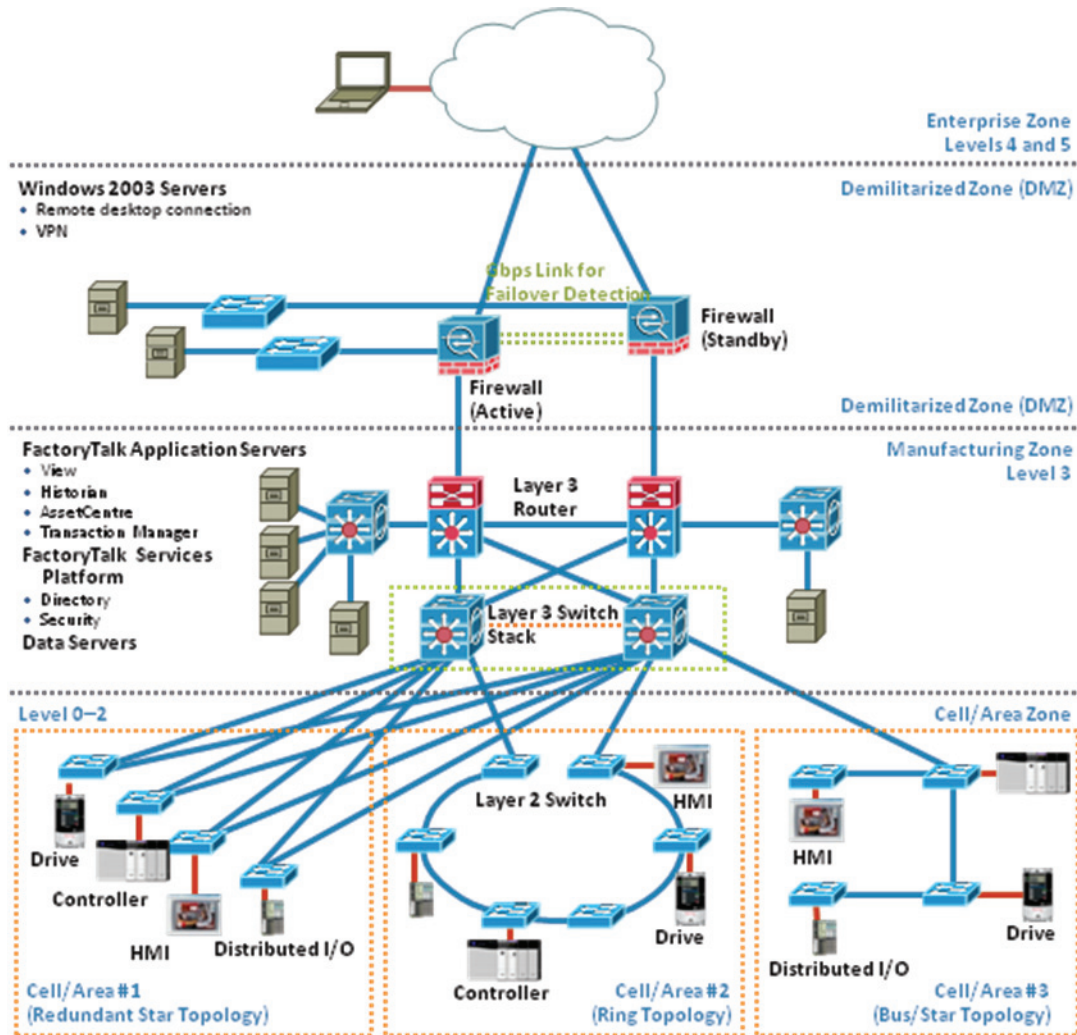 Enterprise Zone
Levels 4 and 5
Windows 2003 Servers
• Remote desktop connection
• VPN
Demilitarized Zone (DMZ)
Gbps Link for
Failover Detection
Firewall
(Standby)
Firewall
(Active)
Demilitarized Zone (DMZ)
FactoryTalk Application Servers
• View
• Historian
• AssetCentre
• Transaction Manager
FactoryTalk Services
Platform
• Directory
• Security
Data Servers
Manufacturing Zone
Level 3
Layer 3
Router
Layer 3 Switch
Stack
Level 0–2
Cell/Area Zone
Drive
Controller
HMI
Distributed I/O
Cell/Area #1
(Redundant Star Topology)
Layer 2 Switch
HMI
Drive
Controller
Cell/Area #2
(Ring Topology)
HMI
Drive
Distributed I/O
Cell/Area #3
(Bus/Star Topology)